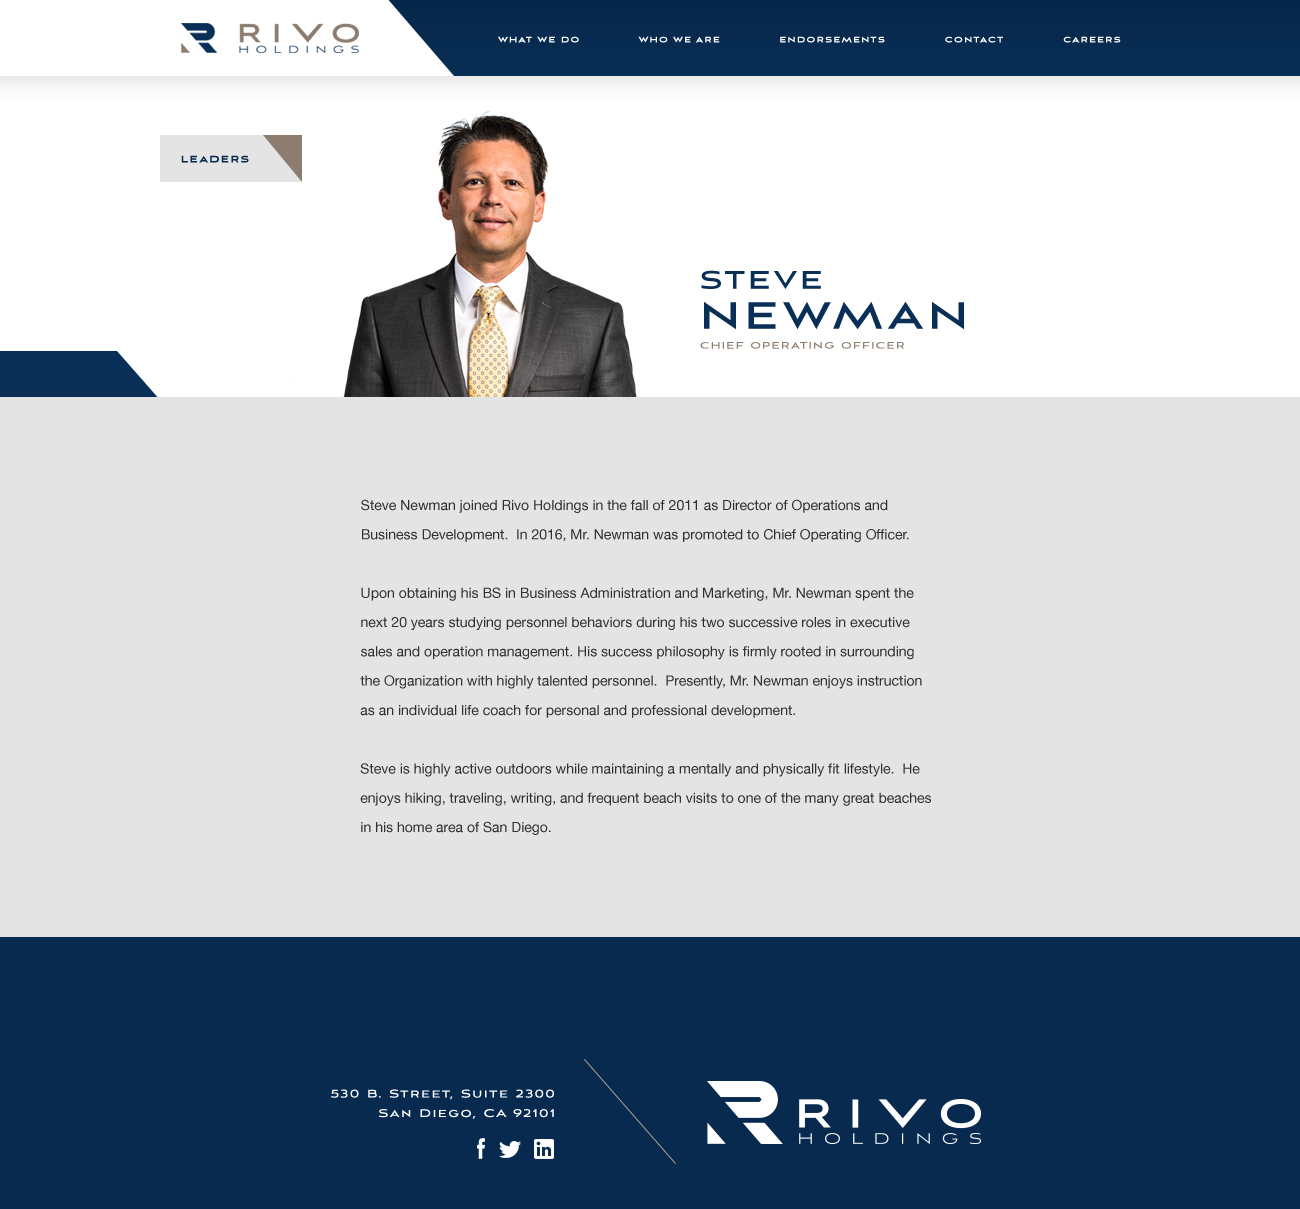 RIVO
HOLDINGS
WHAT WE DO
WHO WE ARE
ENDORSEMENTS
CONTACT
CAREERS
LEADERS
STEVE
NEWMAN
CHIEF OPERATING OFFICER
Steve Newman joined Rivo Holdings in the fall of 2011 as Director of Operations and
Business Development.  In 2016, Mr. Newman was promoted to Chief Operating Officer.
Upon obtaining his BS in Business Administration and Marketing, Mr. Newman spent the
next 20 years studying personnel behaviors during his two successive roles in executive
sales and operation management. His success philosophy is firmly rooted in surrounding
the Organization with highly talented personnel.  Presently, Mr. Newman enjoys instruction
as an individual life coach for personal and professional development.
Steve is highly active outdoors while maintaining a mentally and physically fit lifestyle.  He
enjoys hiking, traveling, writing, and frequent beach visits to one of the many great beaches
in his home area of San Diego.
530 B. STREET, SUITE 2300
SAN DIEGO, CA 92101
RIVO
HOLDINGS